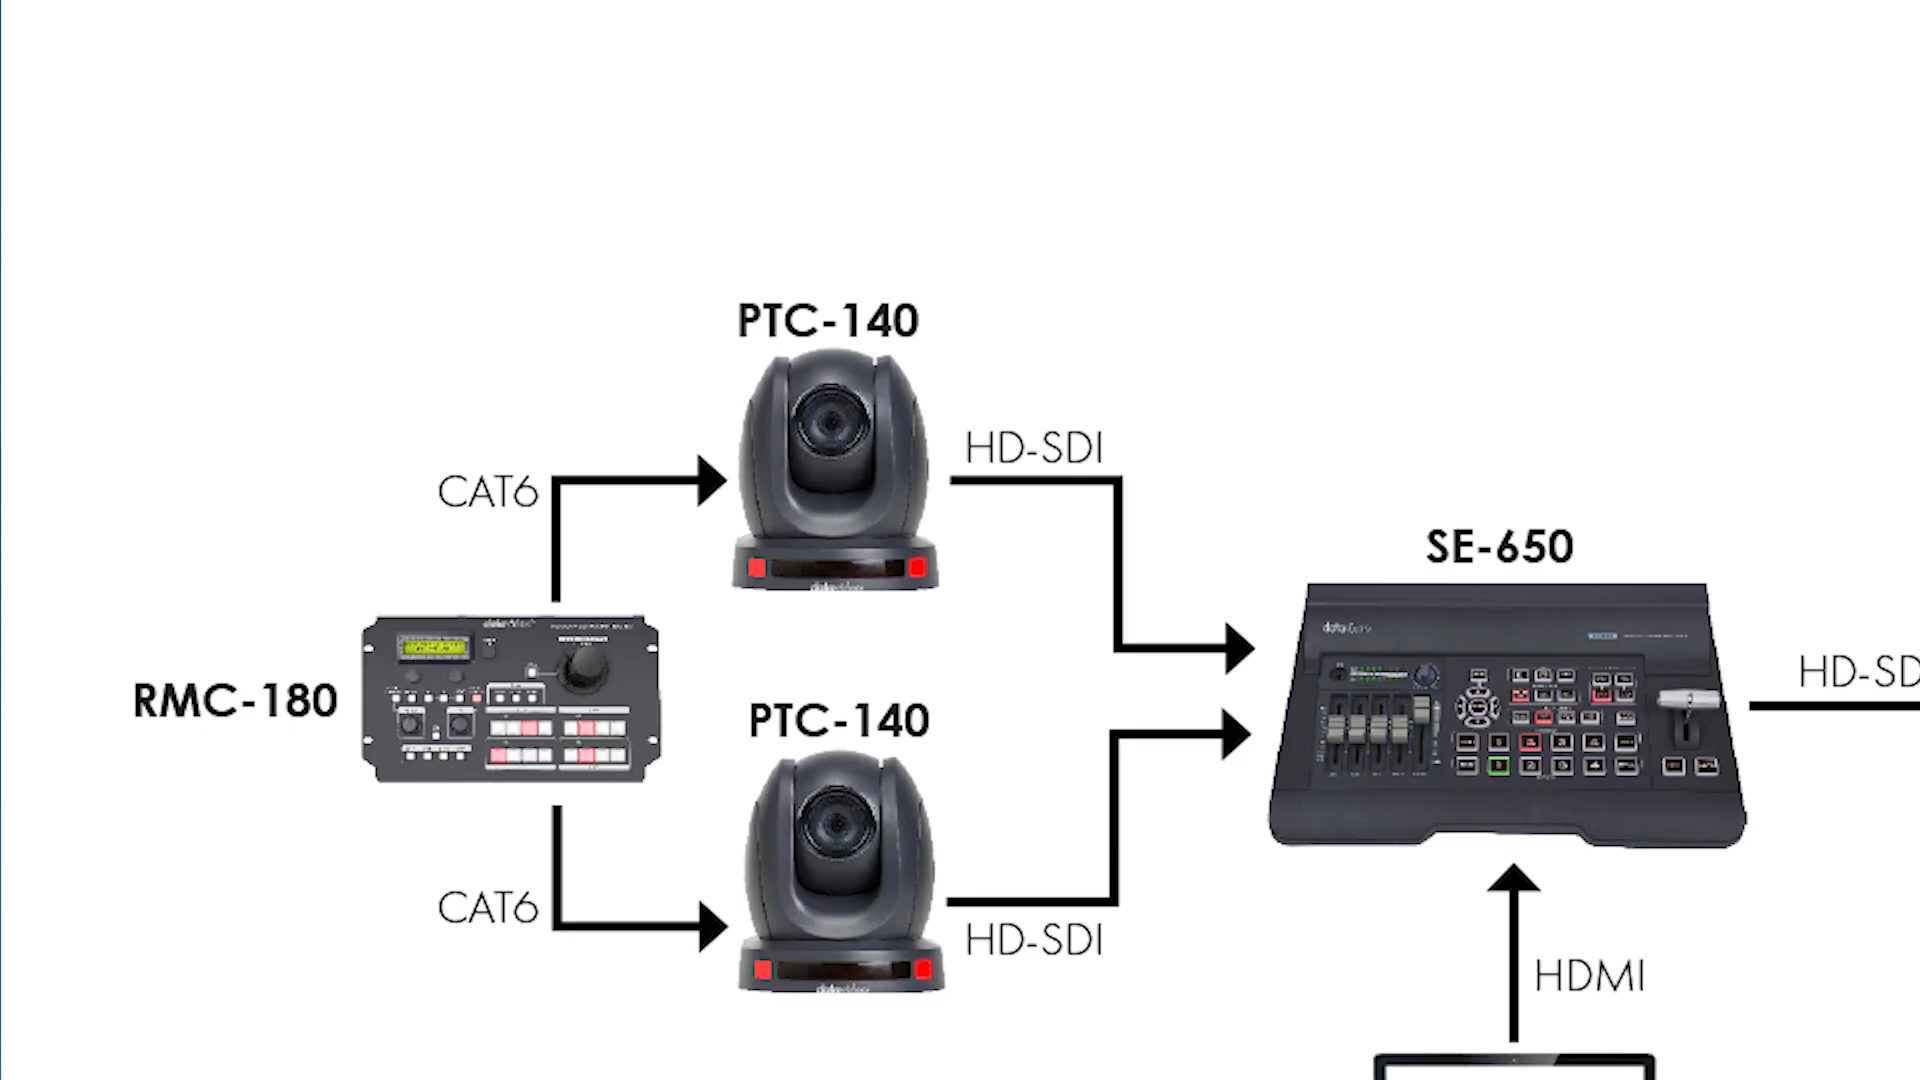 PTC-140
HD-SDI
CAT6
SE-650
RMC-180
HD-SD
PTC-140
CAT6
HD-SDI
HDMI